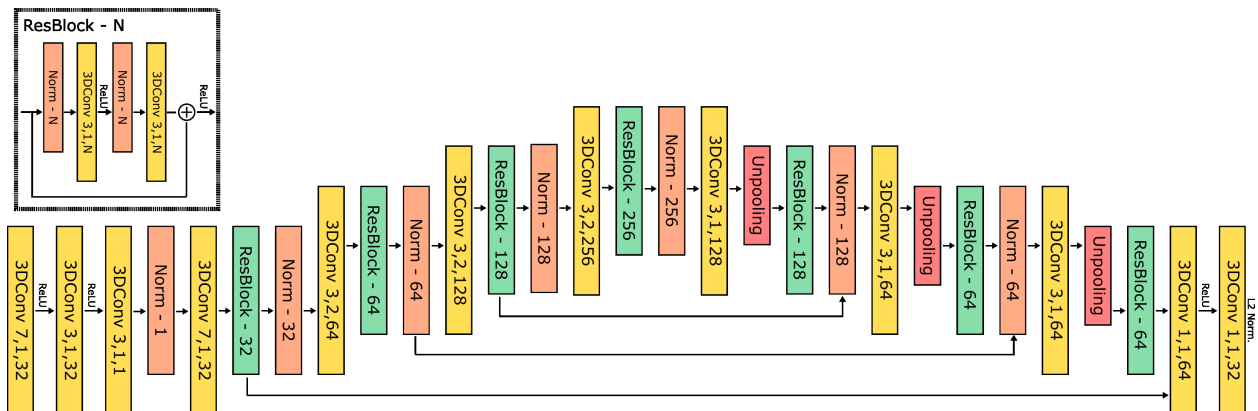 ResBlock - N
Norm - N
3DConv 3,1,N
ReLU
Norm - N
3DConv 3,1,N
ReLU
3DConv 7,1,32
ReLU
3DConv 3,1,32
ReLU
3DConv 3,1,1
Norm - 1
3DConv 7,1,32
ResBlock - 32
Norm - 32
3DConv 3,2,64
ResBlock - 64
Norm - 64
3DConv 3,2,128
ResBlock - 128
Norm - 128
3DConv 3,2,256
ResBlock - 256
Norm - 256
3DConv 3,1,128
Unpooling
ResBlock - 128
Norm - 128
3DConv 3,1,64
Unpooling
ResBlock - 64
Norm - 64
3DConv 3,1,64
Unpooling
ResBlock - 64
3DConv 1,1,64
ReLU
3DConv 1,1,32
L2 Norm.